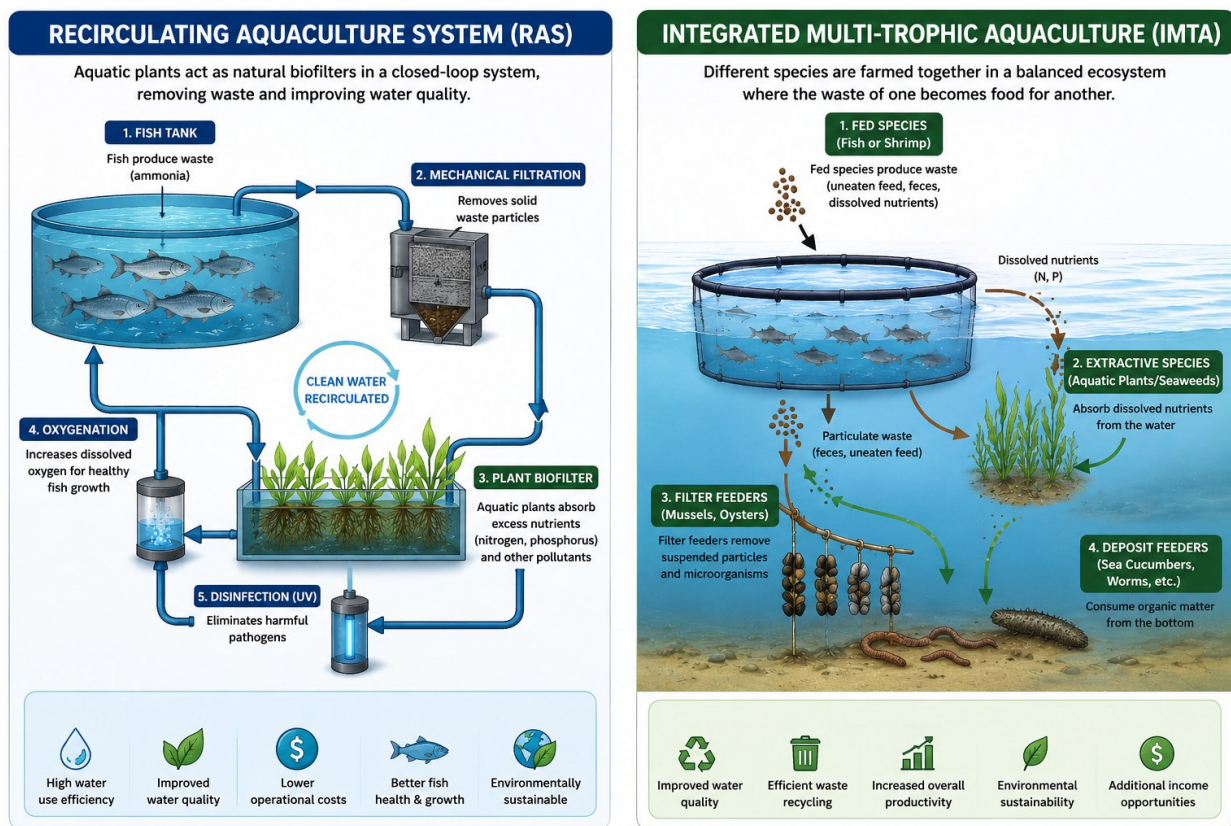 RECIRCULATING AQUACULTURE SYSTEM (RAS)
Aquatic plants act as natural biofilters in a closed-loop system,
removing waste and improving water quality.
1. FISH TANK
Fish produce waste
(ammonia)
2. MECHANICAL FILTRATION
Removes solid
waste particles
CLEAN WATER
RECIRCULATED
4. OXYGENATION
Increases dissolved
oxygen for healthy
fish growth
3. PLANT BIOFILTER
Aquatic plants absorb
excess nutrients
(nitrogen, phosphorus)
and other pollutants
5. DISINFECTION (UV)
Eliminates harmful
pathogens
High water
use efficiency
Improved
water quality
$
Lower
operational costs
Better fish
health & growth
Environmentally
sustainable
INTEGRATED MULTI-TROPHIC AQUACULTURE (IMTA)
Different species are farmed together in a balanced ecosystem
where the waste of one becomes food for another.
1. FED SPECIES
(Fish or Shrimp)
Fed species produce waste
(uneaten feed, feces,
dissolved nutrients)
Dissolved nutrients
(N, P)
2. EXTRACTIVE SPECIES
(Aquatic Plants/Seaweeds)
Absorb dissolved nutrients
from the water
Particulate waste
(feces, uneaten feed)
3. FILTER FEEDERS
(Mussels, Oysters)
Filter feeders remove
suspended particles
and microorganisms
4. DEPOSIT FEEDERS
(Sea Cucumbers,
Worms, etc.)
Consume organic matter
from the bottom
Improved water
quality
Efficient waste
recycling
Increased overall
productivity
Environmental
sustainability
$
Additional income
opportunities